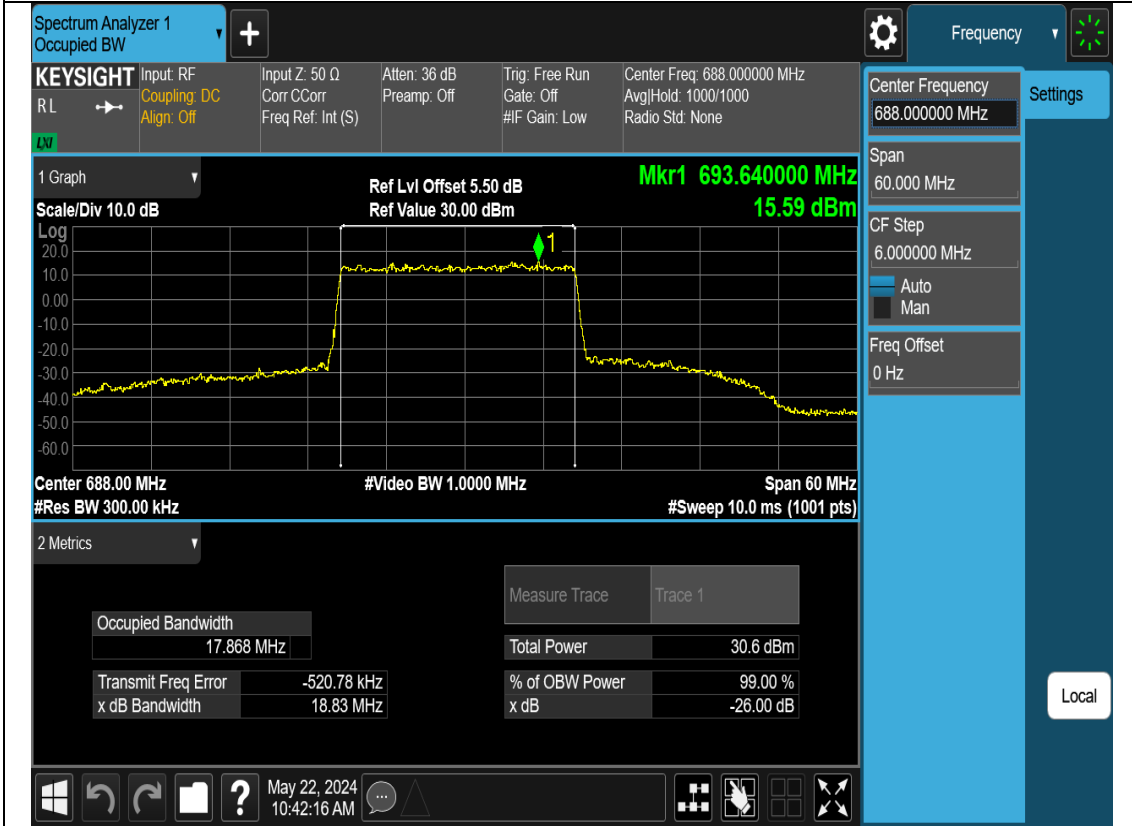 Spectrum Analyzer 1
Occupied BW
Frequency
KEYSIGHT
R L
LXI
Input: RF
Coupling: DC
Align: Off
Input Z: 50 Ω
Corr CCorr
Freq Ref: Int (S)
Atten: 36 dB
Preamp: Off
Trig: Free Run
Gate: Off
#IF Gain: Low
Center Freq: 688.000000 MHz
Avg|Hold: 1000/1000
Radio Std: None
Center Frequency
688.000000 MHz
Settings
Span
60.000 MHz
CF Step
6.000000 MHz
Auto
Man
Freq Offset
0 Hz
Local
1 Graph
Scale/Div 10.0 dB
Ref Lvl Offset 5.50 dB
Ref Value 30.00 dBm
Mkr1 693.640000 MHz
15.59 dBm
Log
20.0
10.0
0.00
-10.0
-20.0
-30.0
-40.0
-50.0
-60.0
1
Center 688.00 MHz
#Video BW 1.0000 MHz
Span 60 MHz
#Res BW 300.00 kHz
#Sweep 10.0 ms (1001 pts)
2 Metrics
Measure Trace
Trace 1
Occupied Bandwidth
17.868 MHz
Total Power
30.6 dBm
Transmit Freq Error
-520.78 kHz
% of OBW Power
99.00 %
x dB Bandwidth
18.83 MHz
x dB
-26.00 dB
May 22, 2024
10:42:16 AM